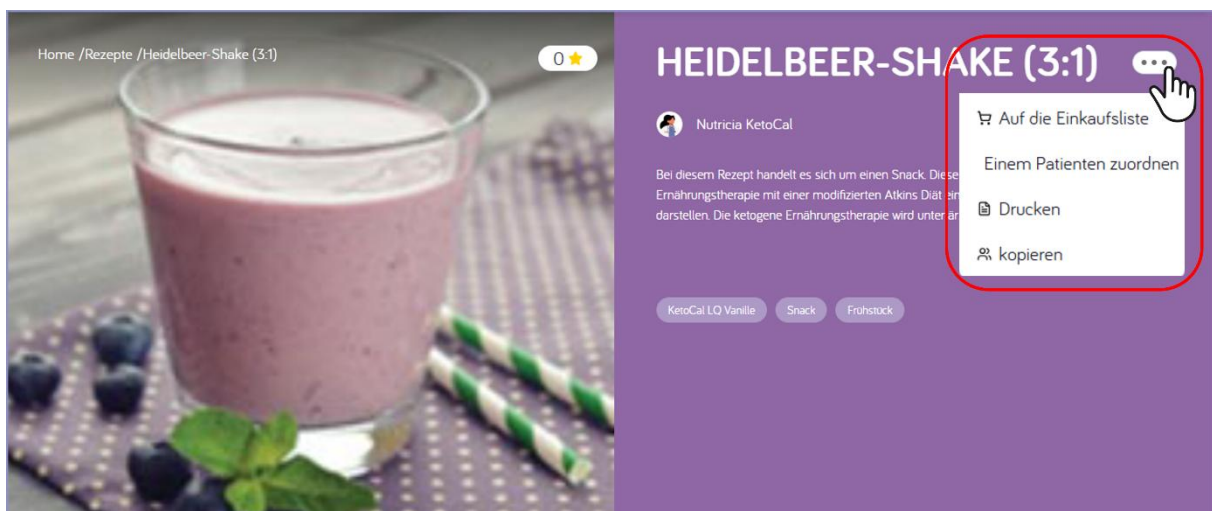 Home /Rezepte /Heidelbeer-Shake (3:1)
0
HEIDELBEER-SHAKE (3:1)
Nutricia KetoCal
Bei diesem Rezept handelt es sich um einen Snack. Diese
Ernährungstherapie mit einer modifizierten Atkins Diät ein
darstellen. Die ketogene Ernährungstherapie wird unter är
Auf die Einkaufsliste
Einem Patienten zuordnen
Drucken
kopieren
KetoCal LQ Vanille Snack Frühstück